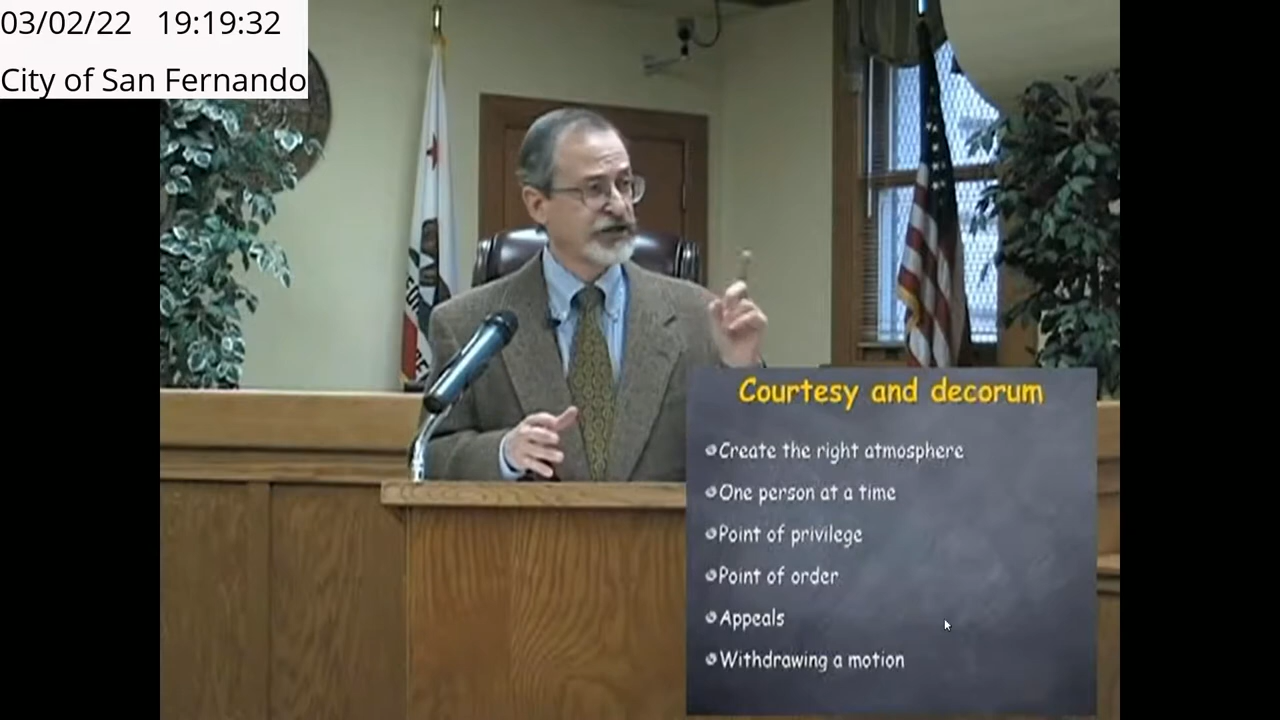 03/02/22 19:19:32
City of San Fernando
Courtesy and decorum
Create the right atmosphere
One person at a time
Point of privilege
Point of order
Appeals
Withdrawing a motion